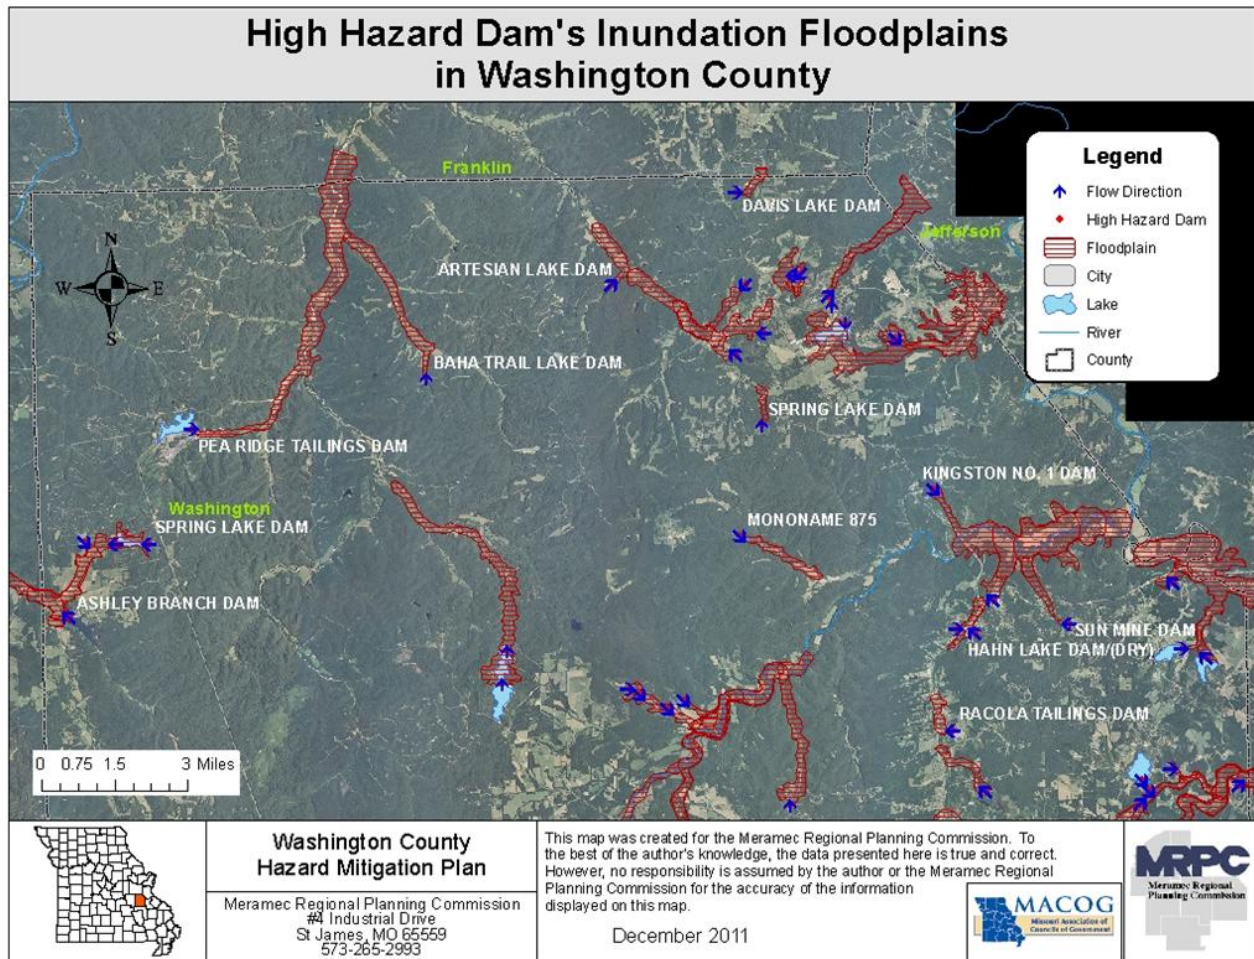 High Hazard Dam's Inundation Floodplains
in Washington County
Franklin
DAVIS LAKE DAM
Jefferson
ARTESIAN LAKE DAM
N
W E
S
BAHA TRAIL LAKE DAM
SPRING LAKE DAM
PEA RIDGE TAILINGS DAM
KINGSTON NO. 1 DAM
Washington
SPRING LAKE DAM
MONONAME 875
ASHLEY BRANCH DAM
SUN MINE DAM
HAHN LAKE DAM/(DRY)
RACOLA TAILINGS DAM
0 0.75 1.5 3 Miles
Legend
Flow Direction
High Hazard Dam
Floodplain
City
Lake
River
County
Washington County
Hazard Mitigation Plan
Meramec Regional Planning Commission
#4 Industrial Drive
St James, MO 65559
573-265-2993
This map was created for the Meramec Regional Planning Commission. To
the best of the author's knowledge, the data presented here is true and correct.
However, no responsibility is assumed by the author or the Meramec Regional
Planning Commission for the accuracy of the information
displayed on this map.
December 2011
MACOG
Missouri Association of
Councils of Government
MRPC
Meramec Regional
Planning Commission